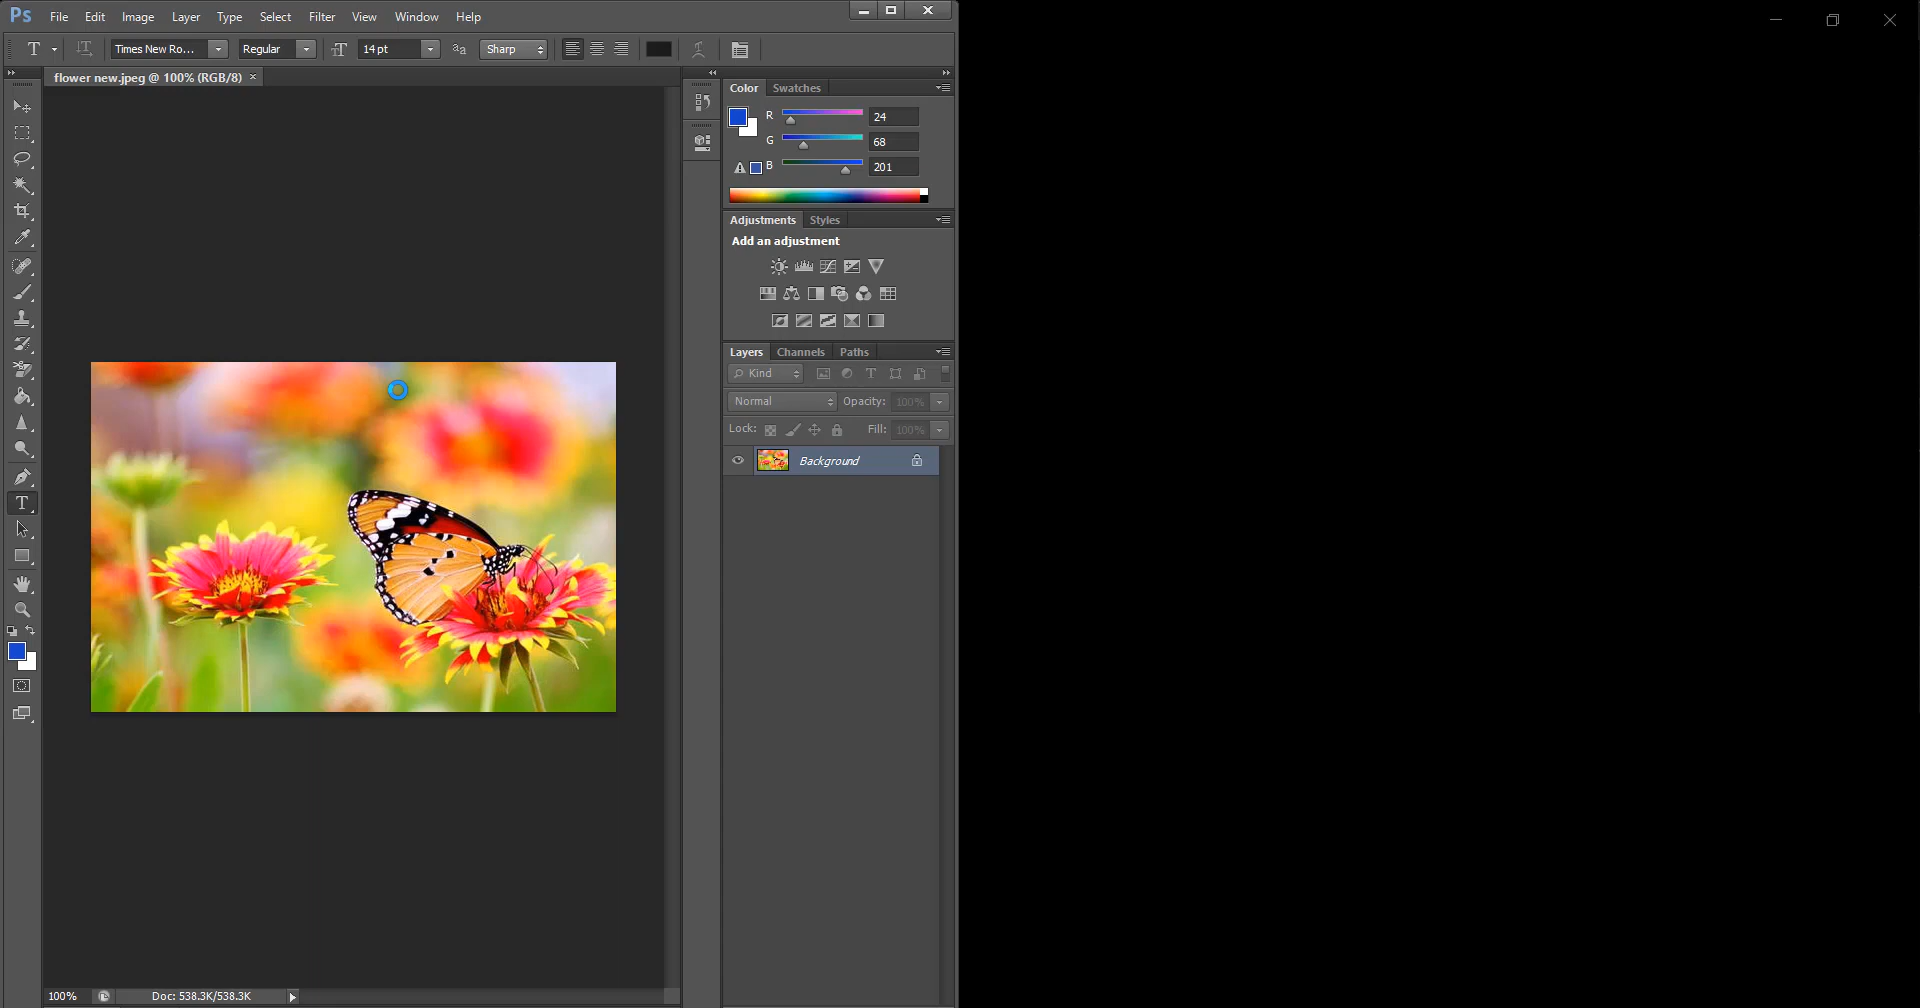 Ps File Edit Image Layer Type Select Filter View Window Help
T Times New Ro... Regular 14 pt aa Sharp
flower new.jpeg @ 100% (RGB/8) ×
Color Swatches
R 24
G 68
B 201
Adjustments Styles
Add an adjustment
Layers Channels Paths
Kind
Normal Opacity: 100%
Lock: Fill: 100%
Background
100% Doc: 538.3K/538.3K